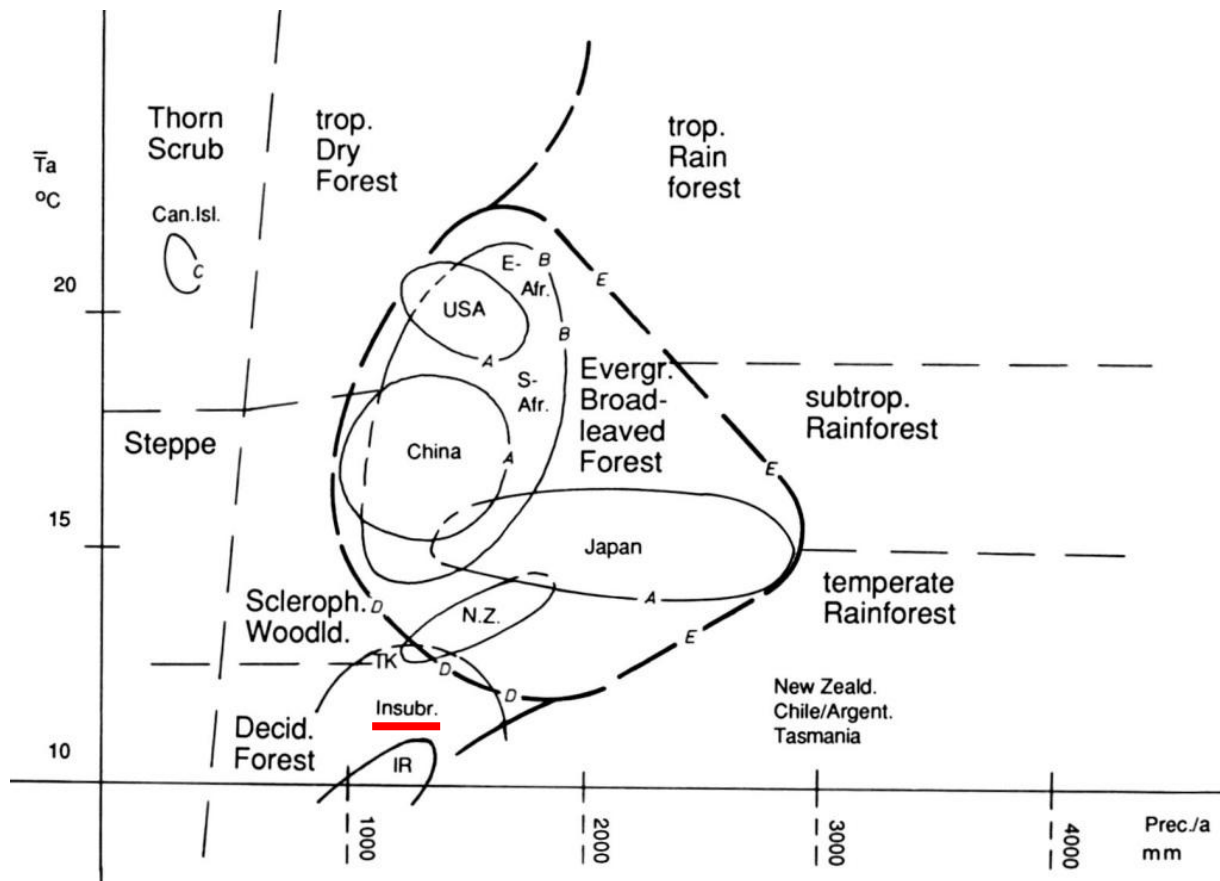 Thorn
Scrub
trop.
Dry
Forest
trop.
Rain
forest
T̅a
°C
Can.Isl.
C
20
E-
Afr.
B
E
USA
B
A
S-
Afr.
Evergr.
Broad-
leaved
Forest
subtrop.
Rainforest
Steppe
China
A
E
15
Japan
temperate
Rainforest
Scleroph.
Woodld.
D
A
N.Z.
E
TK
D
D
New Zeald.
Chile/Argent.
Tasmania
Insubr.
Decid.
Forest
10
IR
1000
2000
3000
4000
Prec./a
mm